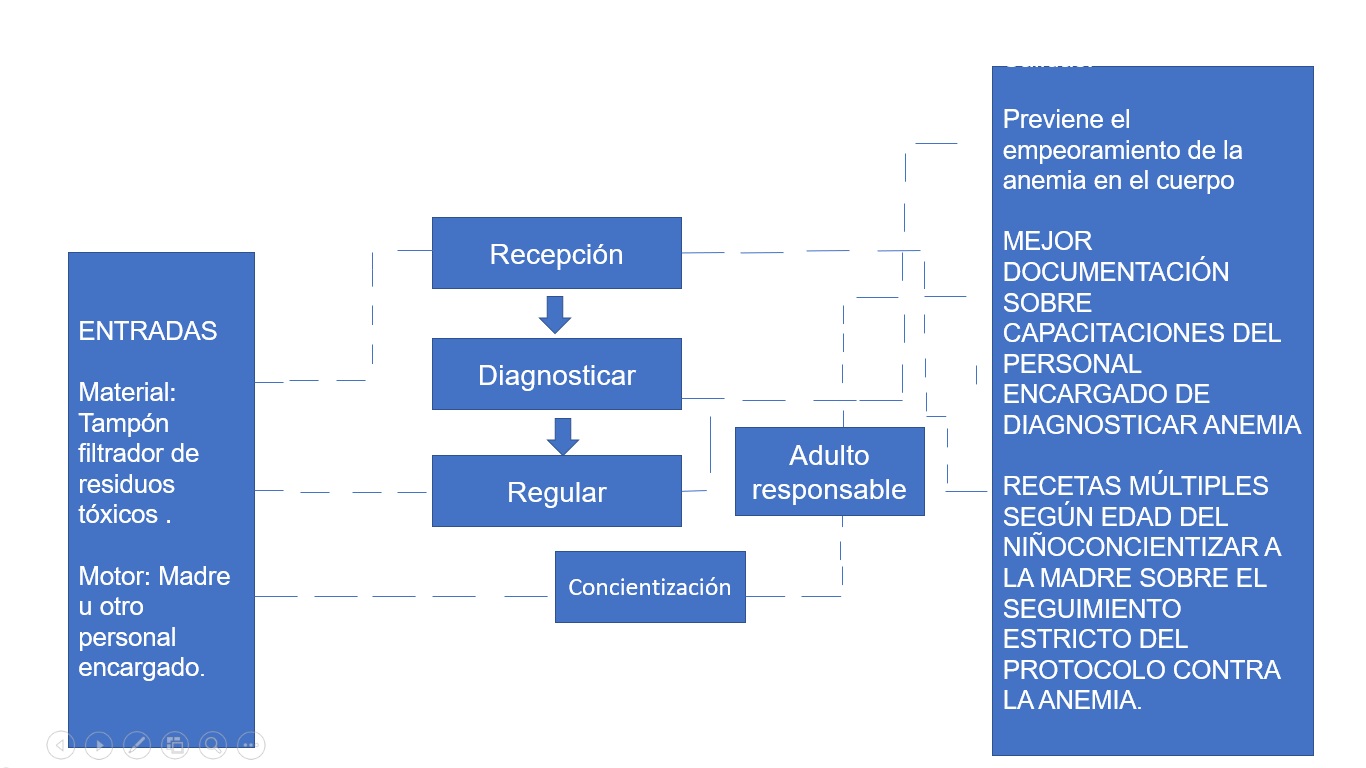 ENTRADAS
Material:
Tampón
filtrador de
residuos
tóxicos .
Motor: Madre
u otro
personal
encargado.
Recepción
Diagnosticar
Regular
Concientización
Adulto
responsable
Previene el
empeoramiento de la
anemia en el cuerpo
MEJOR
DOCUMENTACIÓN
SOBRE
CAPACITACIONES DEL
PERSONAL
ENCARGADO DE
DIAGNOSTICAR ANEMIA
RECETAS MÚLTIPLES
SEGÚN EDAD DEL
NIÑOCONCIENTIZAR A
LA MADRE SOBRE EL
SEGUIMIENTO
ESTRICTO DEL
PROTOCOLO CONTRA
LA ANEMIA.